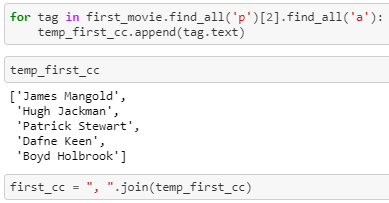 for tag in first_movie.find_all('p')[2].find_all('a'):
    temp_first_cc.append(tag.text)
temp_first_cc
['James Mangold',
 'Hugh Jackman',
 'Patrick Stewart',
 'Dafne Keen',
 'Boyd Holbrook']
first_cc = ", ".join(temp_first_cc)